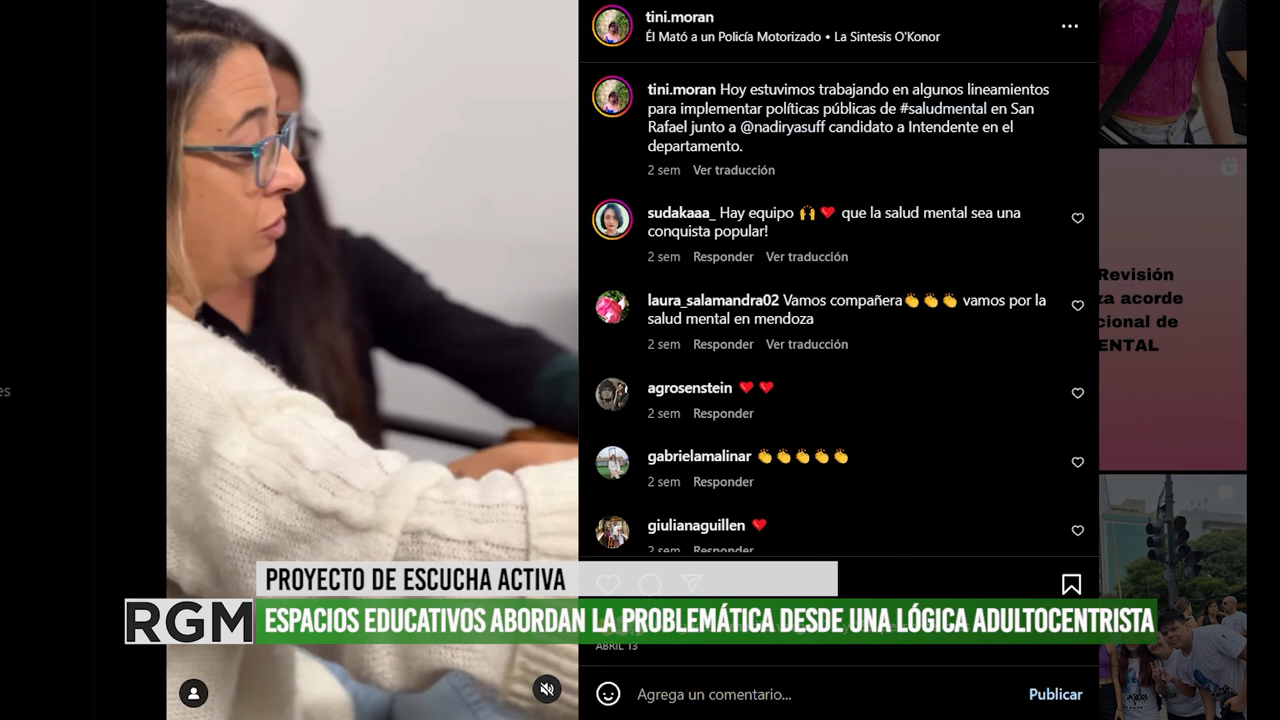 tini.moran
Él Mató a un Policía Motorizado • La Sintesis O'Konor
tini.moran Hoy estuvimos trabajando en algunos lineamientos
para implementar políticas públicas de #saludmental en San
Rafael junto a @nadiryasuff candidato a Intendente en el
departamento.
2 sem Ver traducción
sudakaaa_ Hay equipo 🙌 ❤️ que la salud mental sea una
conquista popular!
2 sem Responder Ver traducción
laura_salamandra02 Vamos compañera👏👏👏 vamos por la
salud mental en mendoza
2 sem Responder Ver traducción
agrosenstein ❤️ ❤️
2 sem Responder
gabrielamalinar 👏👏👏👏👏
2 sem Responder
giulianaguillen ❤️
2 sem Responder
Revisión
za acorde
cional de
ENTAL
es
PROYECTO DE ESCUCHA ACTIVA
RGM
ESPACIOS EDUCATIVOS ABORDAN LA PROBLEMÁTICA DESDE UNA LÓGICA ADULTOCENTRISTA
ABRIL 13
Agrega un comentario...
Publicar